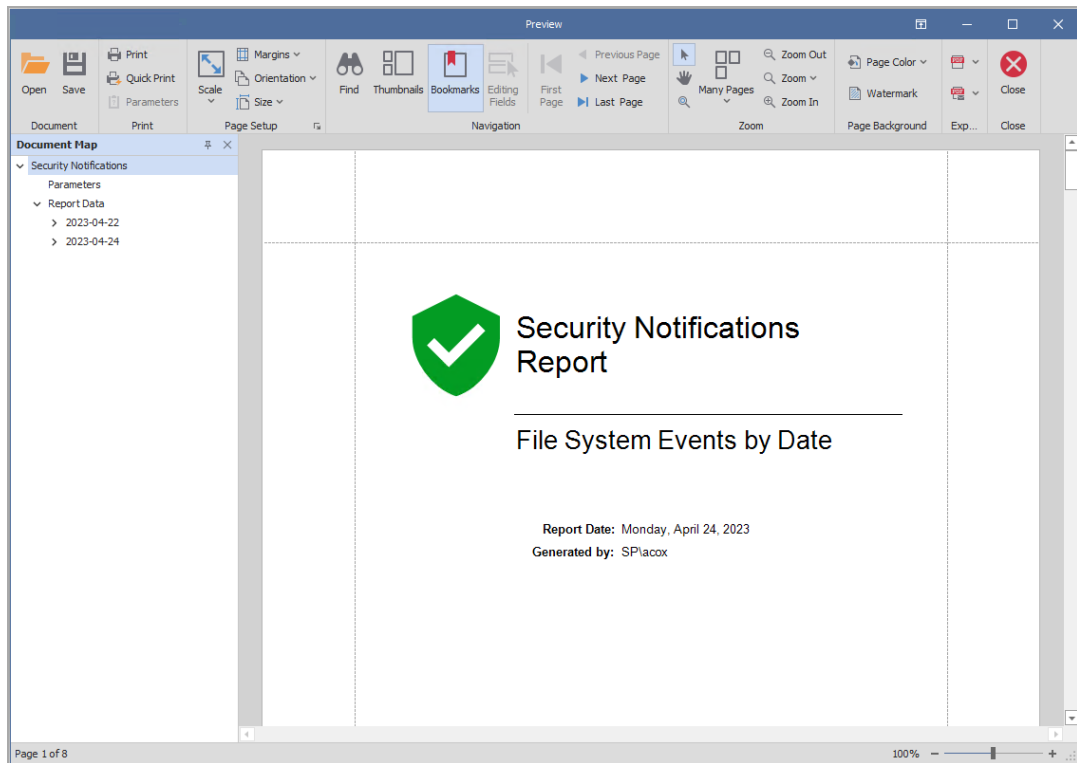 Preview
Open
Save
Print
Quick Print
Parameters
Scale
Margins
Orientation
Size
Find
Thumbnails
Bookmarks
Editing
Fields
First
Page
Previous Page
Next Page
Last Page
Many Pages
Zoom Out
Zoom
Zoom In
Page Color
Watermark
Close
Document
Print
Page Setup
Navigation
Zoom
Page Background
Exp...
Close
Document Map
Security Notifications
Parameters
Report Data
2023-04-22
2023-04-24
Security Notifications
Report
File System Events by Date
Report Date: Monday, April 24, 2023
Generated by: SP\acox
Page 1 of 8
100%